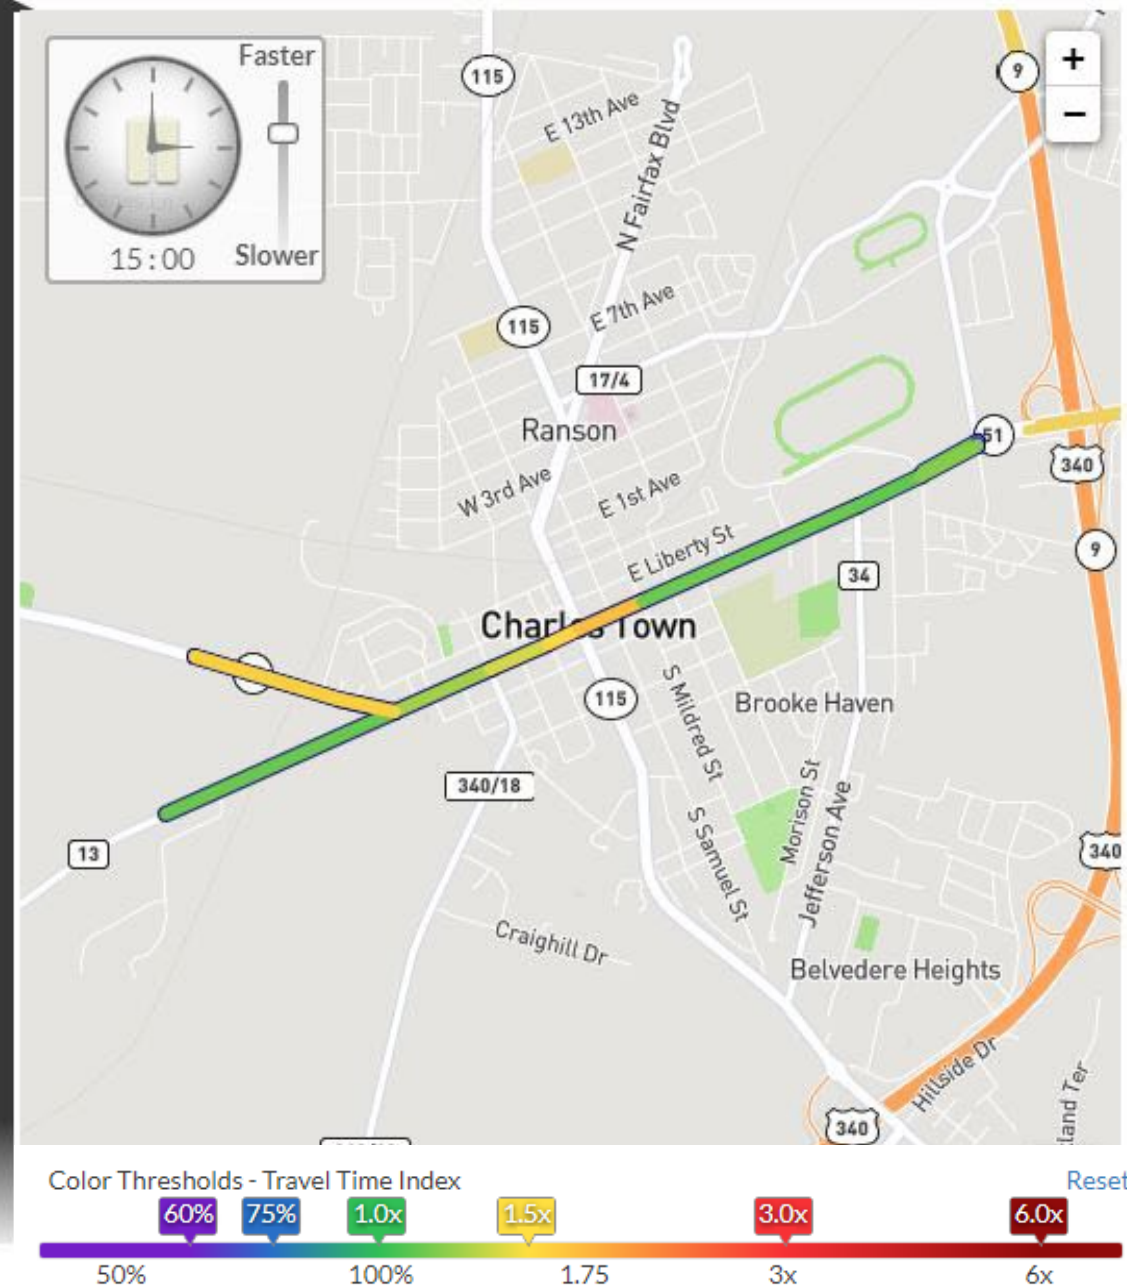 Faster
15:00
Slower
115
E 13th Ave
N Fairfax Blvd
9
+
−
E 7th Ave
115
17/4
Ranson
W 3rd Ave
E 1st Ave
51
340
9
E Liberty St
34
Charles Town
115
S Mildred St
Brooke Haven
340/18
Morison St
Jefferson Ave
S Samuel St
13
340
Craighill Dr
Belvedere Heights
Hillside Dr
340
Color Thresholds - Travel Time Index
Reset
60% 75% 1.0x 1.5x 3.0x 6.0x
50% 100% 1.75 3x 6x